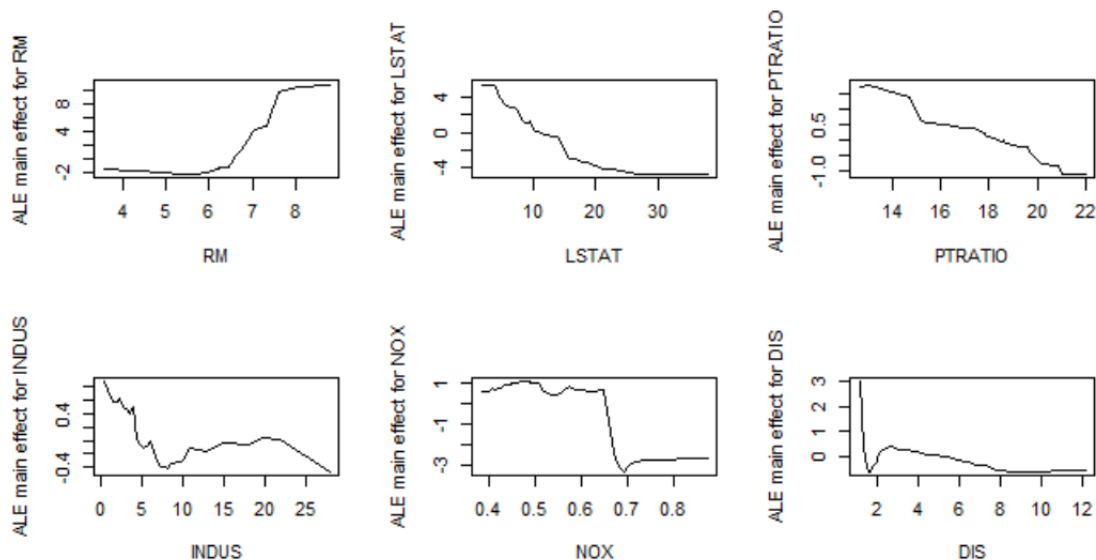 ALE main effect for RM
8
4
-2
4 5 6 7 8
RM
ALE main effect for LSTAT
4
0
-4
10 20 30
LSTAT
ALE main effect for PTRATIO
0.5
-1.0
14 16 18 20 22
PTRATIO
ALE main effect for INDUS
0.4
-0.4
0 5 10 15 20 25
INDUS
ALE main effect for NOX
1
-1
-3
0.4 0.5 0.6 0.7 0.8
NOX
ALE main effect for DIS
3
2
1
0
2 4 6 8 10 12
DIS